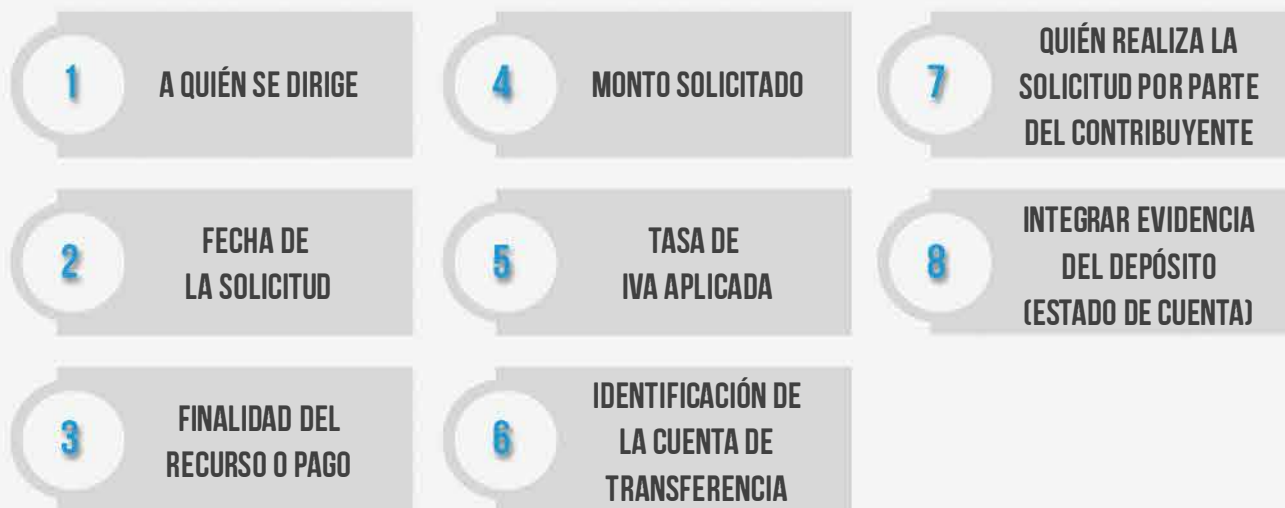 1
A QUIÉN SE DIRIGE
2
FECHA DE
LA SOLICITUD
3
FINALIDAD DEL
RECURSO O PAGO
4
MONTO SOLICITADO
5
TASA DE
IVA APLICADA
6
IDENTIFICACIÓN DE
LA CUENTA DE
TRANSFERENCIA
7
QUIÉN REALIZA LA
SOLICITUD POR PARTE
DEL CONTRIBUYENTE
8
INTEGRAR EVIDENCIA
DEL DEPÓSITO
(ESTADO DE CUENTA)